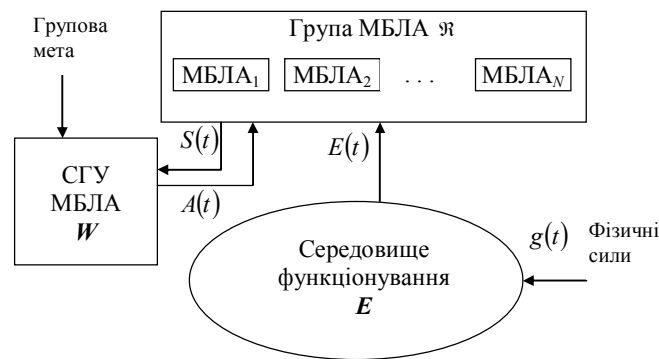 Групова
мета
Група МБЛА ℜ
МБЛА₁ МБЛА₂ . . . МБЛАN
S(t)
E(t)
СГУ
МБЛА
W
A(t)
Середовище
функціонування
E
g(t)
Фізичні
сили